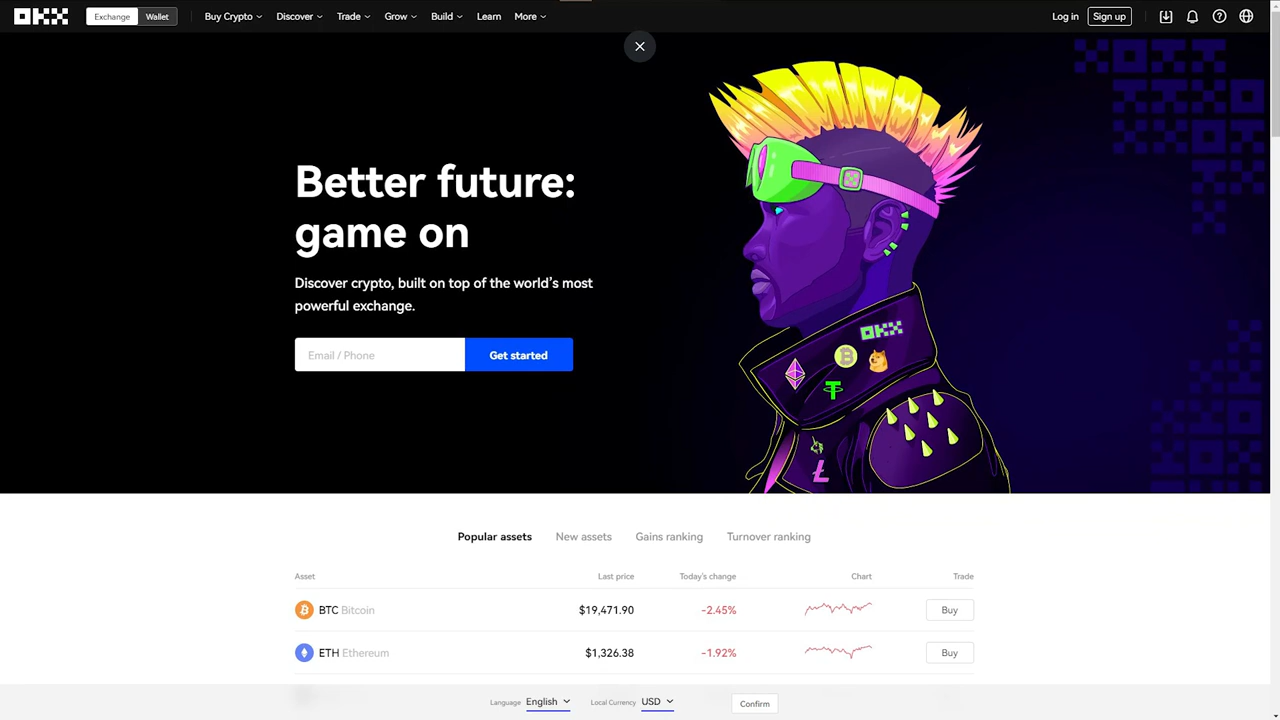 OKX
Exchange Wallet Buy Crypto Discover Trade Grow Build Learn More Log in Sign up
Better future:
game on
Discover crypto, built on top of the world's most
powerful exchange.
Email / Phone Get started
OKX
Popular assets New assets Gains ranking Turnover ranking
Asset Last price Today's change Chart Trade
BTC Bitcoin $19,471.90 -2.45% Buy
ETH Ethereum $1,326.38 -1.92% Buy
Language English Local Currency USD Confirm